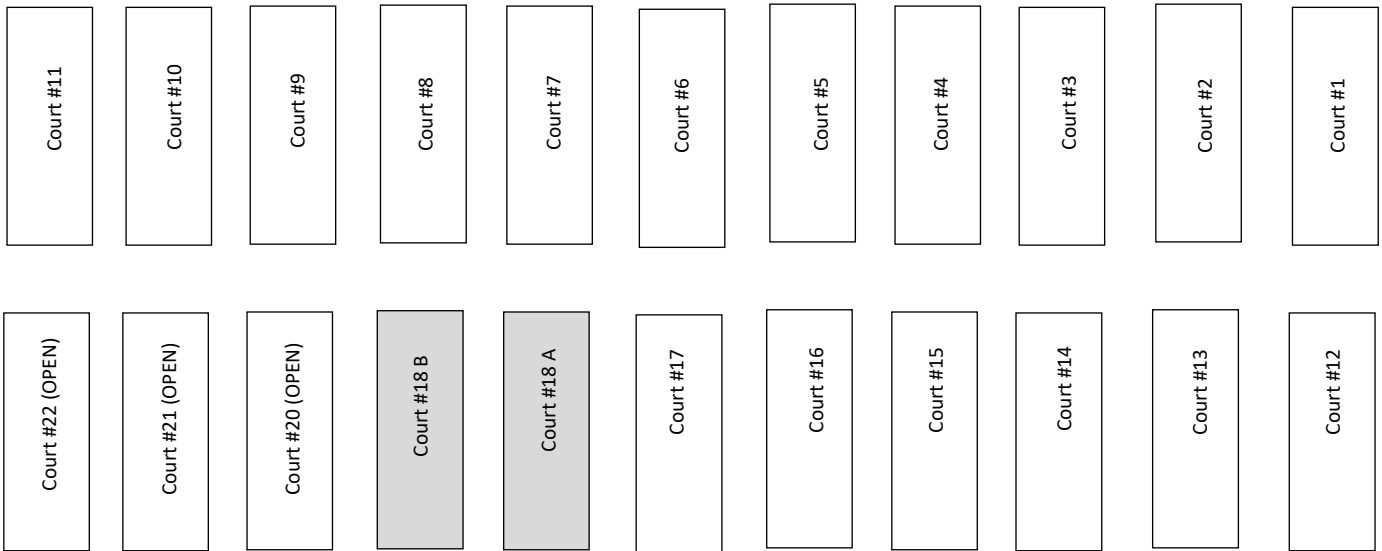 Court #11
Court #10
Court #9
Court #8
Court #7
Court #6
Court #5
Court #4
Court #3
Court #2
Court #1
Court #22 (OPEN)
Court #21 (OPEN)
Court #20 (OPEN)
Court #18 B
Court #18 A
Court #17
Court #16
Court #15
Court #14
Court #13
Court #12